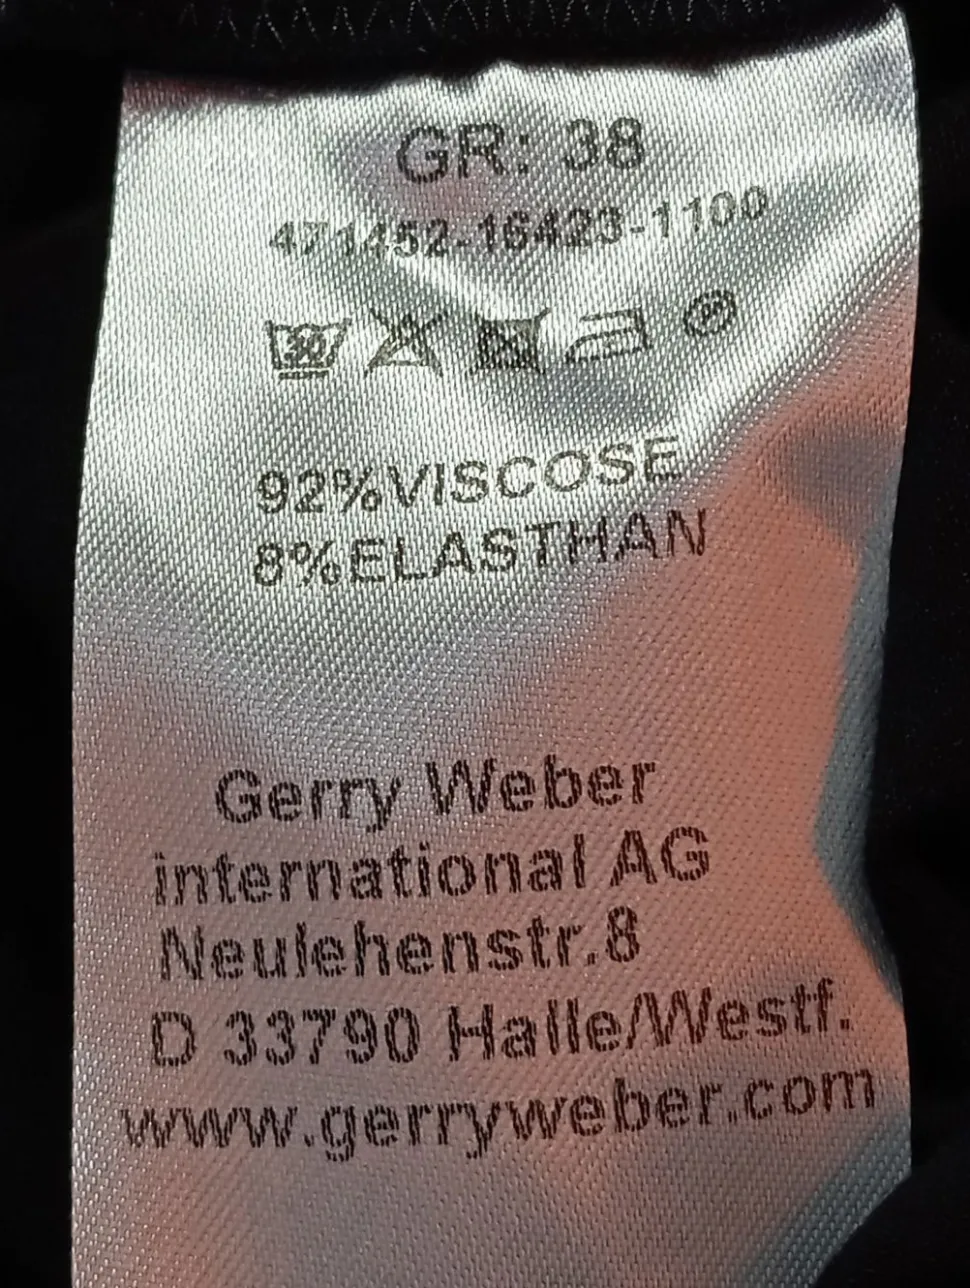 GR: 38
471452-16423-1100
30
92%VISCOSE
8%ELASTHAN
Gerry Weber
international AG
Neulehenstr.8
D 33790 Halle/Westf.
www.gerryweber.com